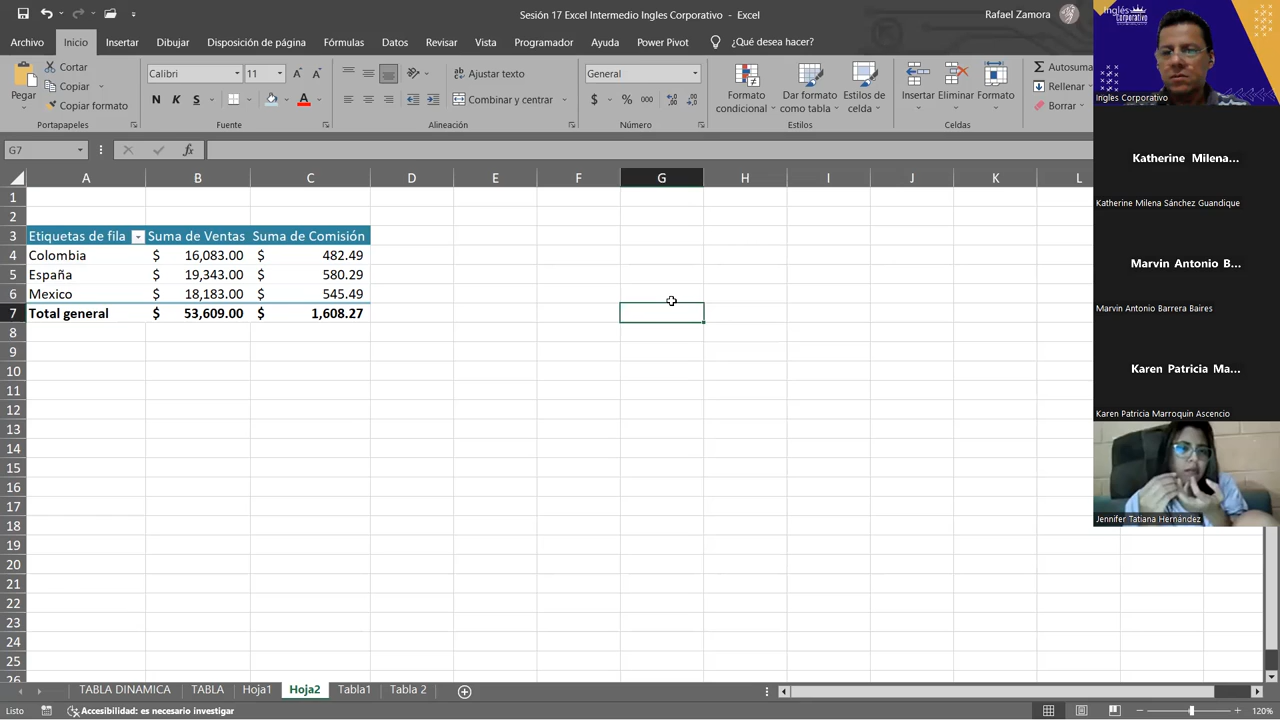 Sesión 17 Excel Intermedio Ingles Corporativo - Excel
Rafael Zamora
Archivo Inicio Insertar Dibujar Disposición de página Fórmulas Datos Revisar Vista Programador Ayuda Power Pivot ¿Qué desea hacer?
Pegar
Cortar
Copiar
Copiar formato
Portapapeles
Calibri 11
N K S
Fuente
Ajustar texto
Combinar y centrar
Alineación
General
$ % 000
Número
Formato condicional
Dar formato como tabla
Estilos de celda
Estilos
Insertar Eliminar Formato
Celdas
Autosuma
Rellenar
Borrar
G7
fx
A B C D E F G H I J K L
1
2
3 Etiquetas de fila Suma de Ventas Suma de Comisión
4 Colombia $ 16,083.00 $ 482.49
5 España $ 19,343.00 $ 580.29
6 Mexico $ 18,183.00 $ 545.49
7 Total general $ 53,609.00 $ 1,608.27
8
9
10
11
12
13
14
15
16
17
18
19
20
21
22
23
24
25
26
TABLA DINAMICA TABLA Hoja1 Hoja2 Tabla1 Tabla 2
Listo
Accesibilidad: es necesario investigar
120%
Inglés
Corporativo
Ingles Corporativo
Katherine Milena...
Katherine Milena Sánchez Guandique
Marvin Antonio B...
Marvin Antonio Barrera Baires
Karen Patricia Ma...
Karen Patricia Marroquin Ascencio
Jennifer Tatiana Hernández